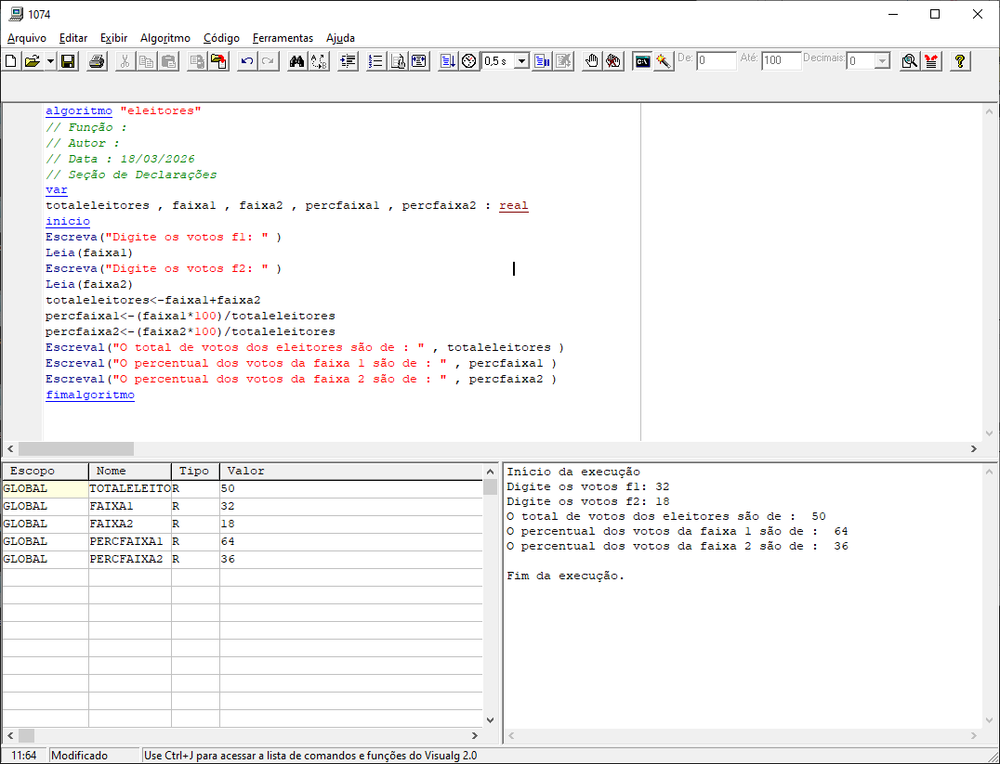 1074
Arquivo Editar Exibir Algoritmo Código Ferramentas Ajuda
0,5 s De: 0 Até: 100 Decimais: 0
algoritmo "eleitores"
// Função :
// Autor :
// Data : 18/03/2026
// Seção de Declarações
var
totaleleitores , faixa1 , faixa2 , percfaixa1 , percfaixa2 : real
inicio
Escreva("Digite os votos f1: " )
Leia(faixa1)
Escreva("Digite os votos f2: " )
Leia(faixa2)
totaleleitores<-faixa1+faixa2
percfaixa1<-(faixa1*100)/totaleleitores
percfaixa2<-(faixa2*100)/totaleleitores
Escreval("O total de votos dos eleitores são de : " , totaleleitores )
Escreval("O percentual dos votos da faixa 1 são de : " , percfaixa1 )
Escreval("O percentual dos votos da faixa 2 são de : " , percfaixa2 )
fimalgoritmo
Escopo Nome Tipo Valor
GLOBAL TOTALELEITO R 50
GLOBAL FAIXA1 R 32
GLOBAL FAIXA2 R 18
GLOBAL PERCFAIXA1 R 64
GLOBAL PERCFAIXA2 R 36
Início da execução
Digite os votos f1: 32
Digite os votos f2: 18
O total de votos dos eleitores são de :  50
O percentual dos votos da faixa 1 são de :  64
O percentual dos votos da faixa 2 são de :  36
Fim da execução.
11:64 Modificado Use Ctrl+J para acessar a lista de comandos e funções do Visualg 2.0